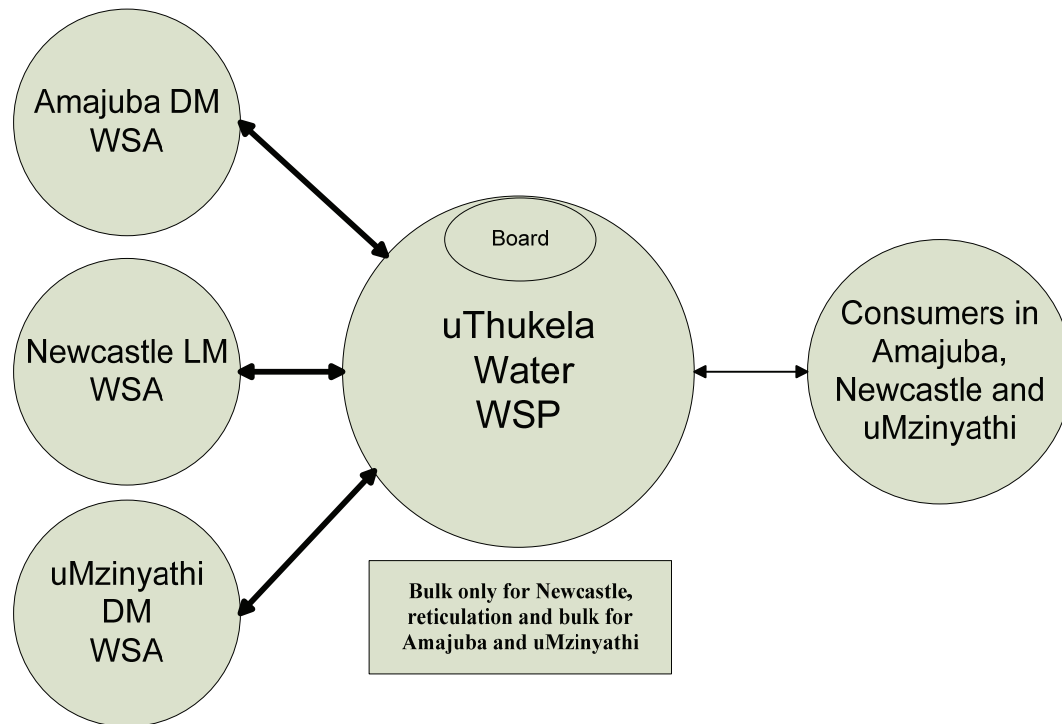 Amajuba DM
WSA
Newcastle LM
WSA
uMzinyathi
DM
WSA
Board
uThukela
Water
WSP
Bulk only for Newcastle,
reticulation and bulk for
Amajuba and uMzinyathi
Consumers in
Amajuba,
Newcastle and
uMzinyathi